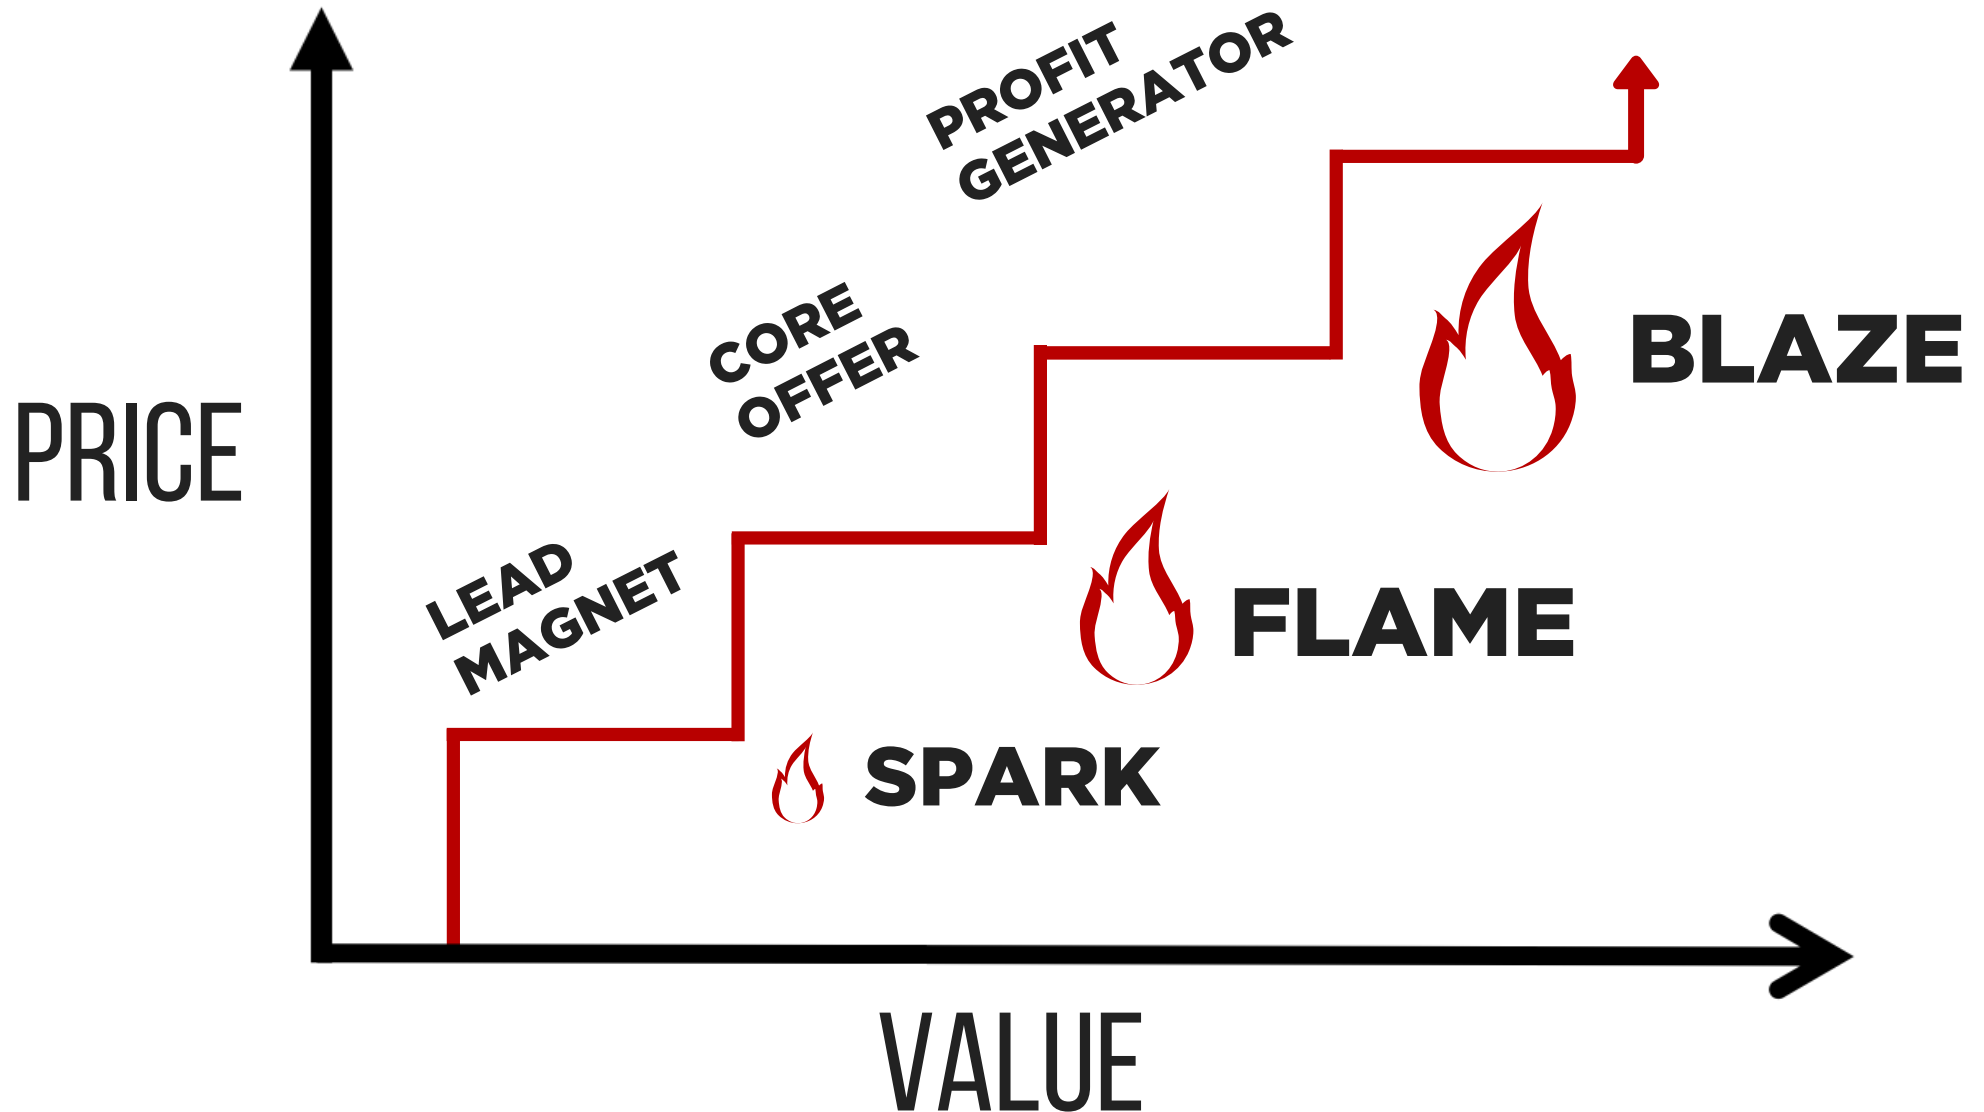 PROFIT
GENERATOR
CORE
OFFER
BLAZE
PRICE
LEAD
MAGNET
FLAME
SPARK
VALUE